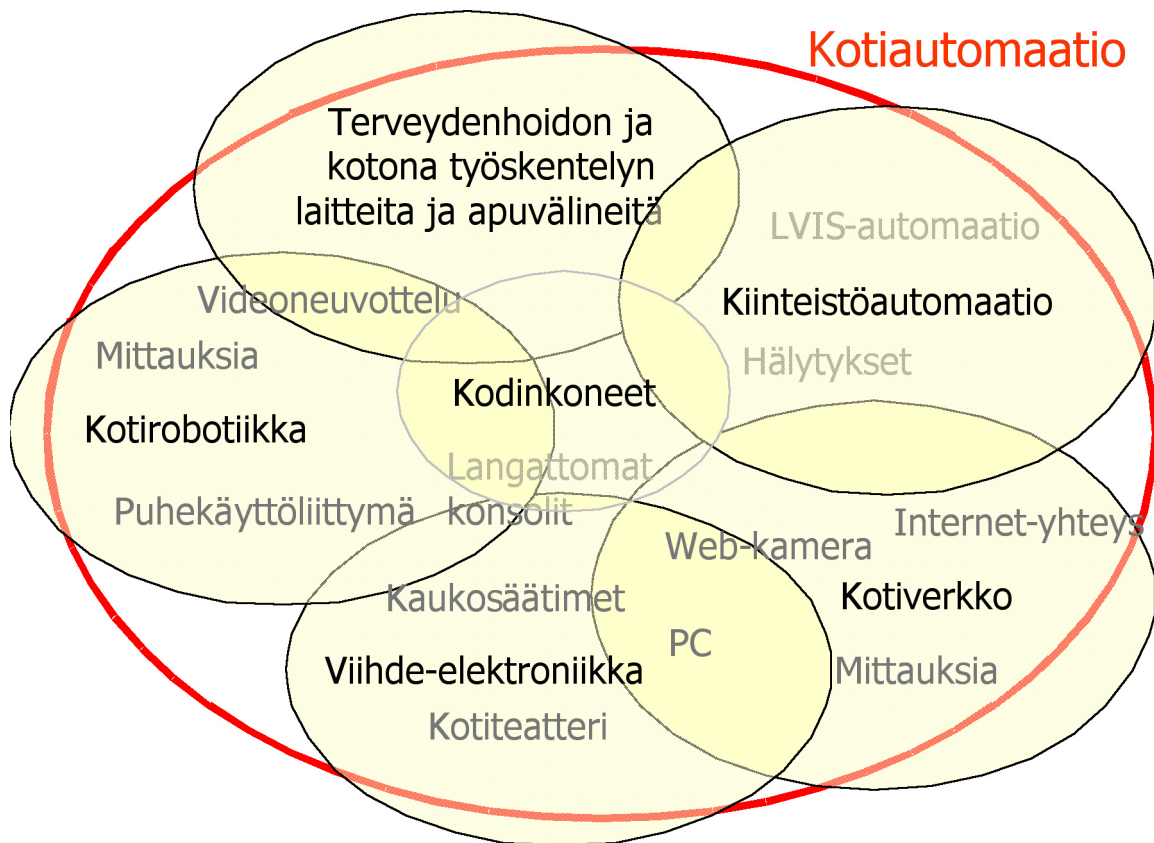 Kotiautomaatio
Terveydenhoidon ja
kotona työskentelyn
laitteita ja apuvälineitä
LVIS-automaatio
Kiinteistöautomaatio
Hälytykset
Videoneuvottelu
Mittauksia
Kotirobotiikka
Puhekäyttöliittymä
Kodinkoneet
Langattomat
konsolit
Internet-yhteys
Web-kamera
Kotiverkko
PC
Mittauksia
Kaukosäätimet
Viihde-elektroniikka
Kotiteatteri